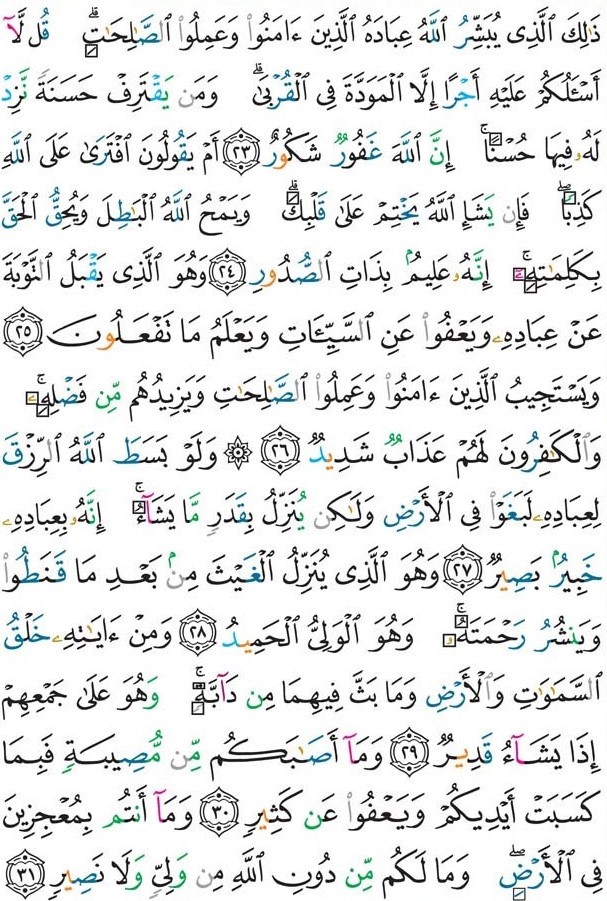 ذَٰلِكَ ٱلَّذِى يُبَشِّرُ ٱللَّهُ عِبَادَهُ ٱلَّذِينَ ءَامَنُوا۟ وَعَمِلُوا۟ ٱلصَّٰلِحَٰتِۗ قُل لَّآ
أَسْـَٔلُكُمْ عَلَيْهِ أَجْرًا إِلَّا ٱلْمَوَدَّةَ فِى ٱلْقُرْبَىٰۗ وَمَن يَقْتَرِفْ حَسَنَةً نَّزِدْ
لَهُۥ فِيهَا حُسْنًاۚ إِنَّ ٱللَّهَ غَفُورٌ شَكُورٌ ٢٣ أَمْ يَقُولُونَ ٱفْتَرَىٰ عَلَى ٱللَّهِ
كَذِبًاۖ فَإِن يَشَإِ ٱللَّهُ يَخْتِمْ عَلَىٰ قَلْبِكَۗ وَيَمْحُ ٱللَّهُ ٱلْبَٰطِلَ وَيُحِقُّ ٱلْحَقَّ
بِكَلِمَٰتِهِۦٓۚ إِنَّهُۥ عَلِيمٌۢ بِذَاتِ ٱلصُّدُورِ ٢٤ وَهُوَ ٱلَّذِى يَقْبَلُ ٱلتَّوْبَةَ
عَنْ عِبَادِهِۦ وَيَعْفُوا۟ عَنِ ٱلسَّيِّـَٔاتِ وَيَعْلَمُ مَا تَفْعَلُونَ ٢٥
وَيَسْتَجِيبُ ٱلَّذِينَ ءَامَنُوا۟ وَعَمِلُوا۟ ٱلصَّٰلِحَٰتِ وَيَزِيدُهُم مِّن فَضْلِهِۦۚ
وَٱلْكَٰفِرُونَ لَهُمْ عَذَابٌ شَدِيدٌ ٢٦ ۞ وَلَوْ بَسَطَ ٱللَّهُ ٱلرِّزْقَ
لِعِبَادِهِۦ لَبَغَوْا۟ فِى ٱلْأَرْضِ وَلَٰكِن يُنَزِّلُ بِقَدَرٍ مَّا يَشَآءُۚ إِنَّهُۥ بِعِبَادِهِۦ
خَبِيرٌۢ بَصِيرٌ ٢٧ وَهُوَ ٱلَّذِى يُنَزِّلُ ٱلْغَيْثَ مِنۢ بَعْدِ مَا قَنَطُوا۟
وَيَنشُرُ رَحْمَتَهُۥۚ وَهُوَ ٱلْوَلِىُّ ٱلْحَمِيدُ ٢٨ وَمِنْ ءَايَٰتِهِۦ خَلْقُ
ٱلسَّمَٰوَٰتِ وَٱلْأَرْضِ وَمَا بَثَّ فِيهِمَا مِن دَآبَّةٍۚ وَهُوَ عَلَىٰ جَمْعِهِمْ
إِذَا يَشَآءُ قَدِيرٌ ٢٩ وَمَآ أَصَٰبَكُم مِّن مُّصِيبَةٍ فَبِمَا
كَسَبَتْ أَيْدِيكُمْ وَيَعْفُوا۟ عَن كَثِيرٍ ٣٠ وَمَآ أَنتُم بِمُعْجِزِينَ
فِى ٱلْأَرْضِۖ وَمَا لَكُم مِّن دُونِ ٱللَّهِ مِن وَلِىٍّ وَلَا نَصِيرٍ ٣١